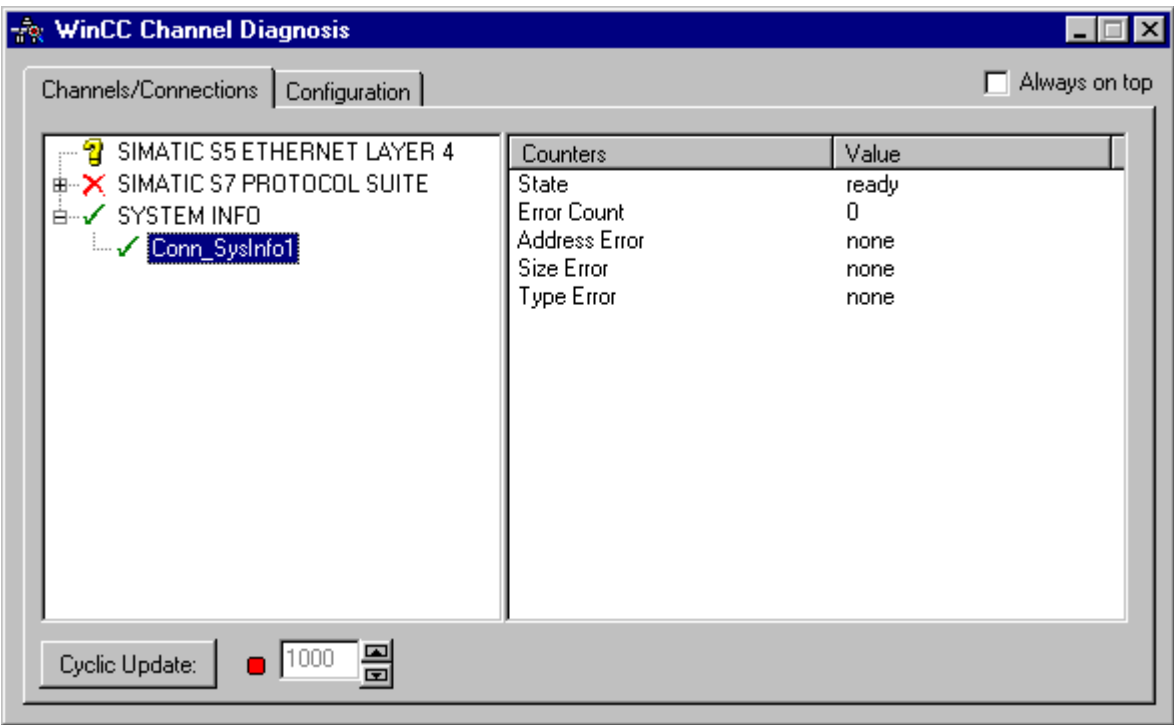 WinCC Channel Diagnosis
Channels/Connections Configuration Always on top
SIMATIC S5 ETHERNET LAYER 4
SIMATIC S7 PROTOCOL SUITE
SYSTEM INFO
Conn_SysInfo1
Counters Value
State ready
Error Count 0
Address Error none
Size Error none
Type Error none
Cyclic Update: 1000